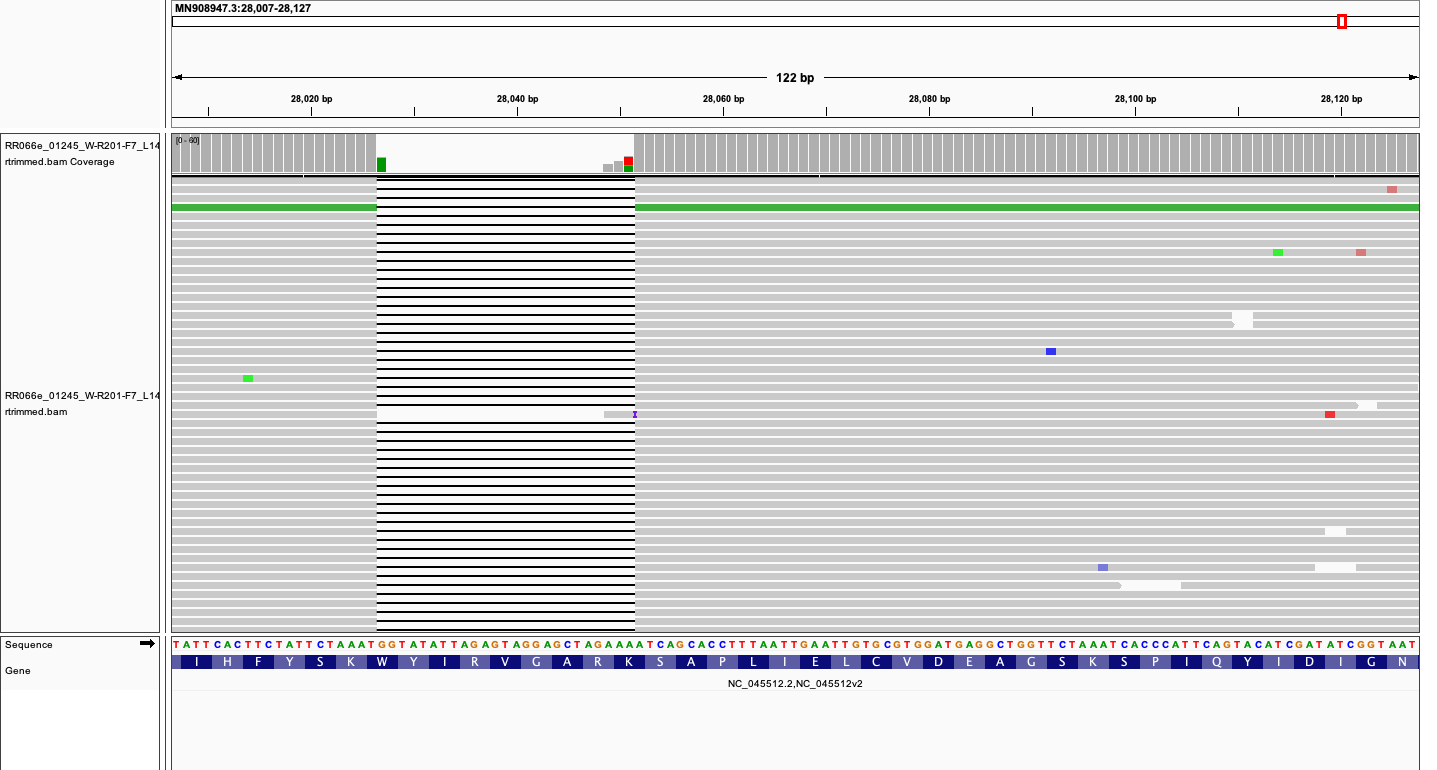 MN908947.3:28,007-28,127
122 bp
28,020 bp 28,040 bp 28,060 bp 28,080 bp 28,100 bp 28,120 bp
RR066e_01245_W-R201-F7_L14
rtrimmed.bam Coverage
[0 - 60]
RR066e_01245_W-R201-F7_L14
rtrimmed.bam
Sequence
TATTCACTTCTATTCTAAATGGTATATTAGAGTAGGAGCTAGAAAATCAGCACCTTTAATTGAATTGTGCGTGGATGAGGCTGGTTCTAAATCACCCATTCAGTACATCGATATCGGTAAT
Gene
I H F Y S K W Y I R V G A R K S A P L I E L C V D E A G S K S P I Q Y I D I G N
NC_045512.2,NC_045512v2